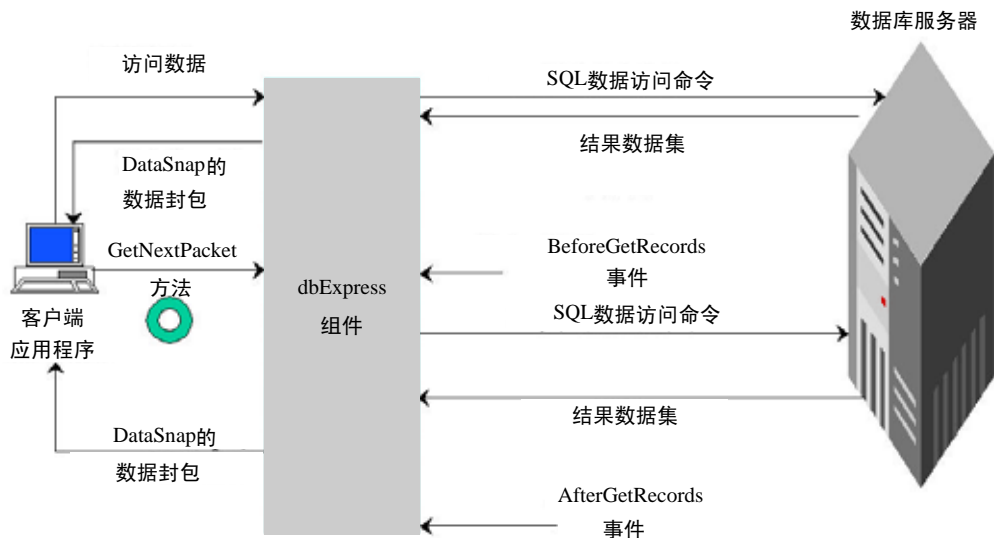 数据库服务器
访问数据
SQL数据访问命令
结果数据集
DataSnap的
数据封包
GetNextPacket
方法
客户端
应用程序
dbExpress
组件
BeforeGetRecords
事件
SQL数据访问命令
结果数据集
DataSnap的
数据封包
AfterGetRecords
事件